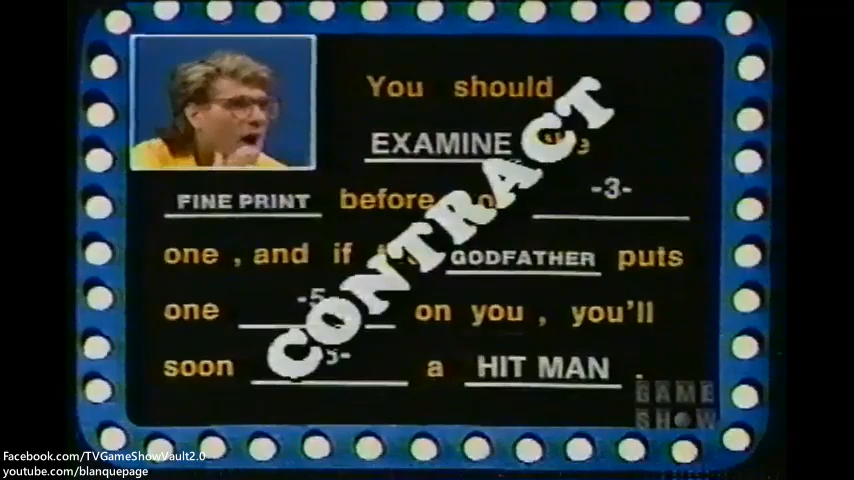 You should
EXAMINE
FINE PRINT before -3-
one , and if GODFATHER puts
one -5- on you , you'll
soon a HIT MAN .
CONTRACT
GAME
SHOW
Facebook.com/TVGameShowVault2.0
youtube.com/blanquepage